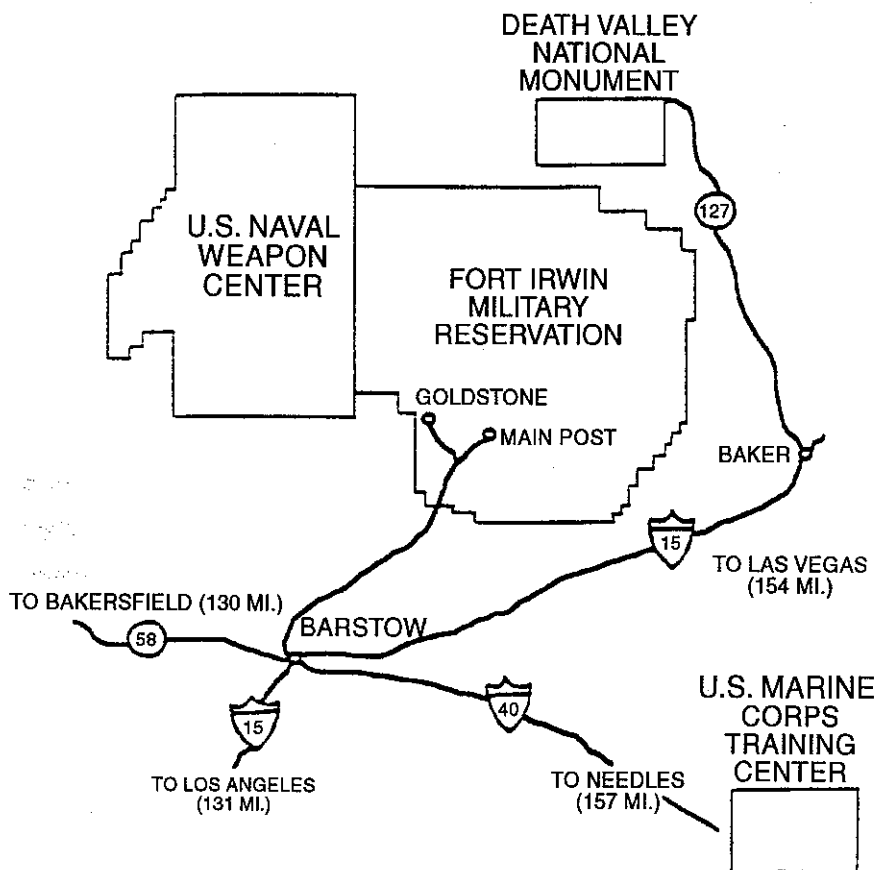 DEATH VALLEY
NATIONAL
MONUMENT
127
U.S. NAVAL
WEAPON
CENTER
FORT IRWIN
MILITARY
RESERVATION
GOLDSTONE
MAIN POST
BAKER
15
TO LAS VEGAS
(154 MI.)
TO BAKERSFIELD (130 MI.)
58
BARSTOW
15
40
TO LOS ANGELES
(131 MI.)
TO NEEDLES
(157 MI.)
U.S. MARINE
CORPS
TRAINING
CENTER